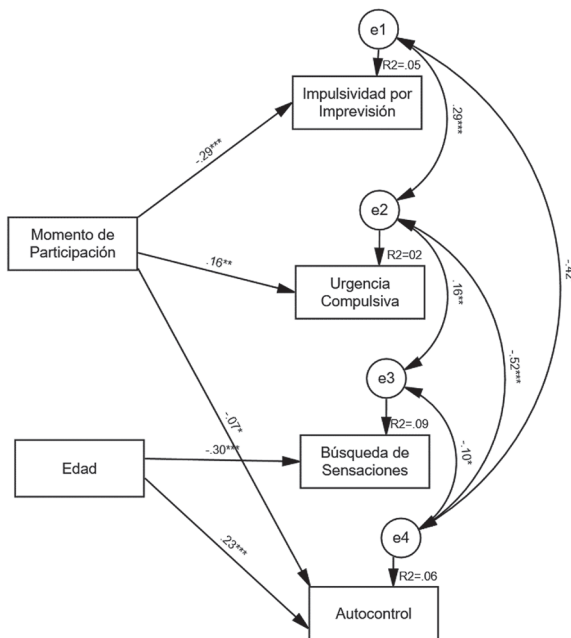 e1
R2=.05
Impulsividad por
Imprevisión
-.29***
.29***
e2
Momento de
Participación
R2=02
.16**
Urgencia
Compulsiva
.16**
-.42
-.52***
e3
-.07*
R2=.09
Edad
-.30***
Búsqueda de
Sensaciones
-.10*
e4
.23***
R2=.06
Autocontrol